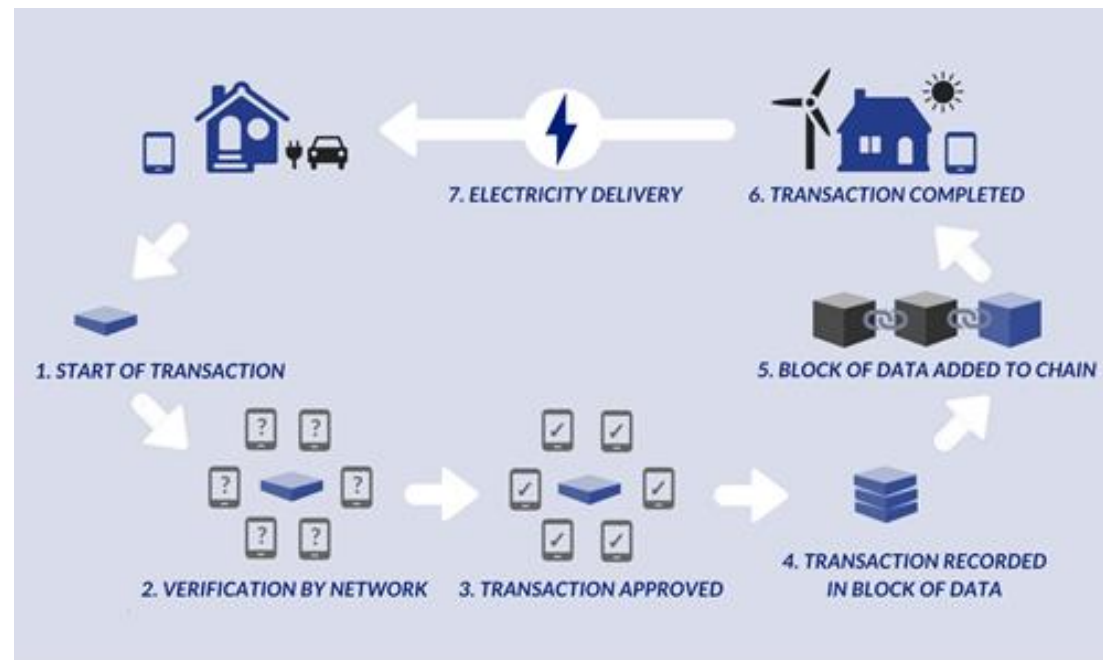 7. ELECTRICITY DELIVERY
6. TRANSACTION COMPLETED
1. START OF TRANSACTION
5. BLOCK OF DATA ADDED TO CHAIN
? ?
? ?
? ?
✓ ✓
✓ ✓
✓ ✓
2. VERIFICATION BY NETWORK
3. TRANSACTION APPROVED
4. TRANSACTION RECORDED
IN BLOCK OF DATA